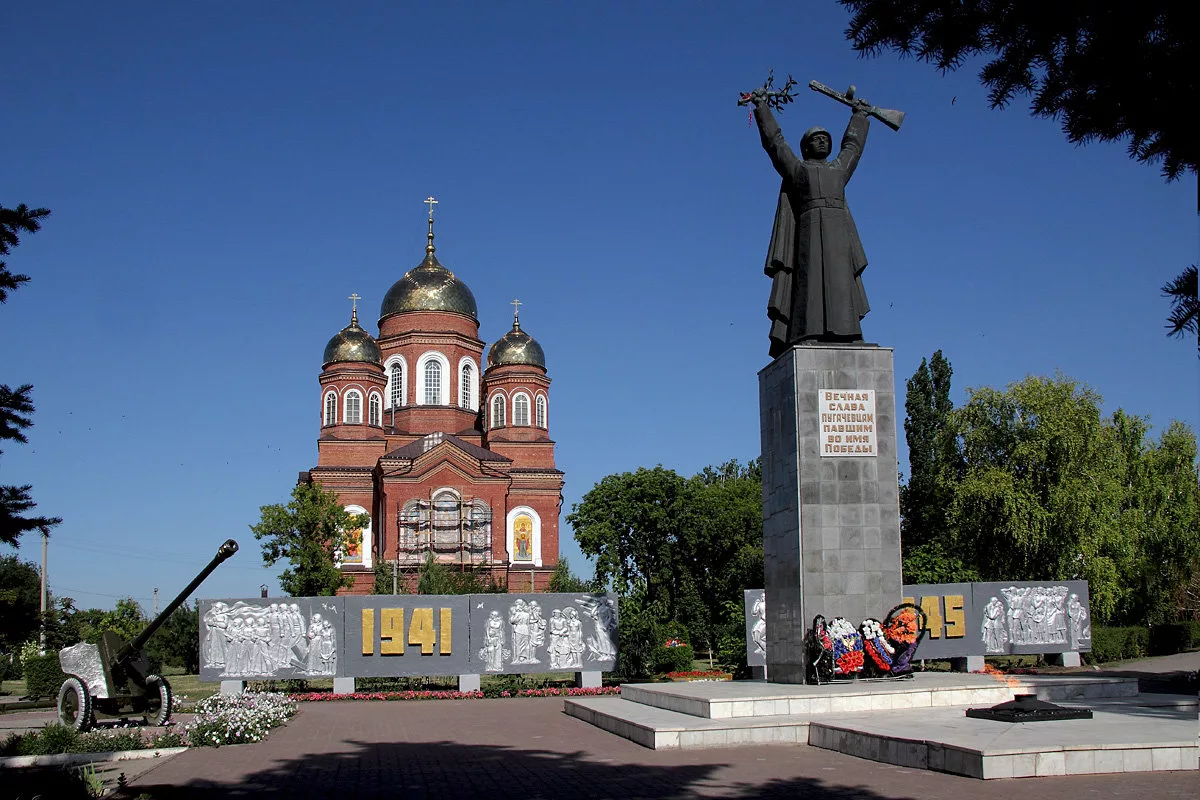 ВЕЧНАЯ
СЛАВА
ПУГАЧЕВЦАМ,
ПАВШИМ
ВО ИМЯ
ПОБЕДЫ
1941
45